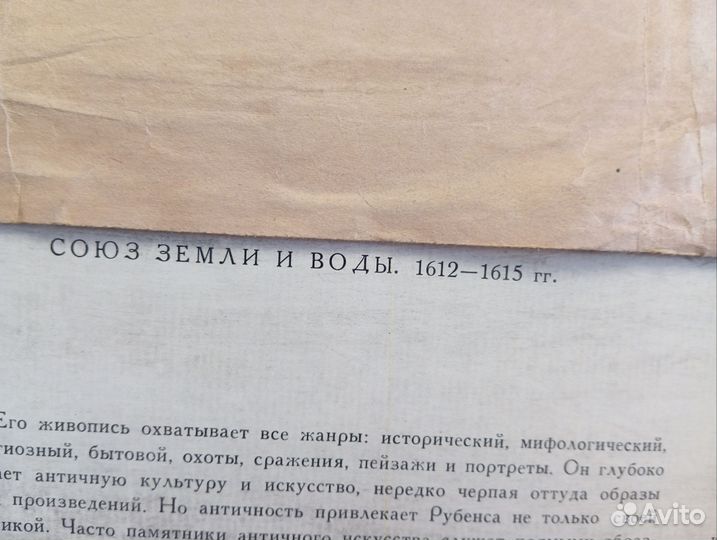 СОЮЗ ЗЕМЛИ И ВОДЫ. 1612—1615 гг.
Его живопись охватывает все жанры: исторический, мифологический,
гиозный, бытовой, охоты, сражения, пейзажи и портреты. Он глубоко
ает античную культуру и искусство, нередко черпая оттуда образы
произведений. Но античность привлекает Рубенса не только своей
икой. Часто памятники античного искусства служат
Avito